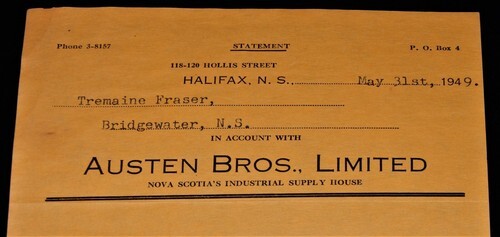 Phone 3-8157 STATEMENT P. O. Box 4
118-120 HOLLIS STREET
HALIFAX, N. S., May 31st, 1949.
Tremaine Fraser,
Bridgewater, N.S.
IN ACCOUNT WITH
AUSTEN BROS., LIMITED
NOVA SCOTIA'S INDUSTRIAL SUPPLY HOUSE